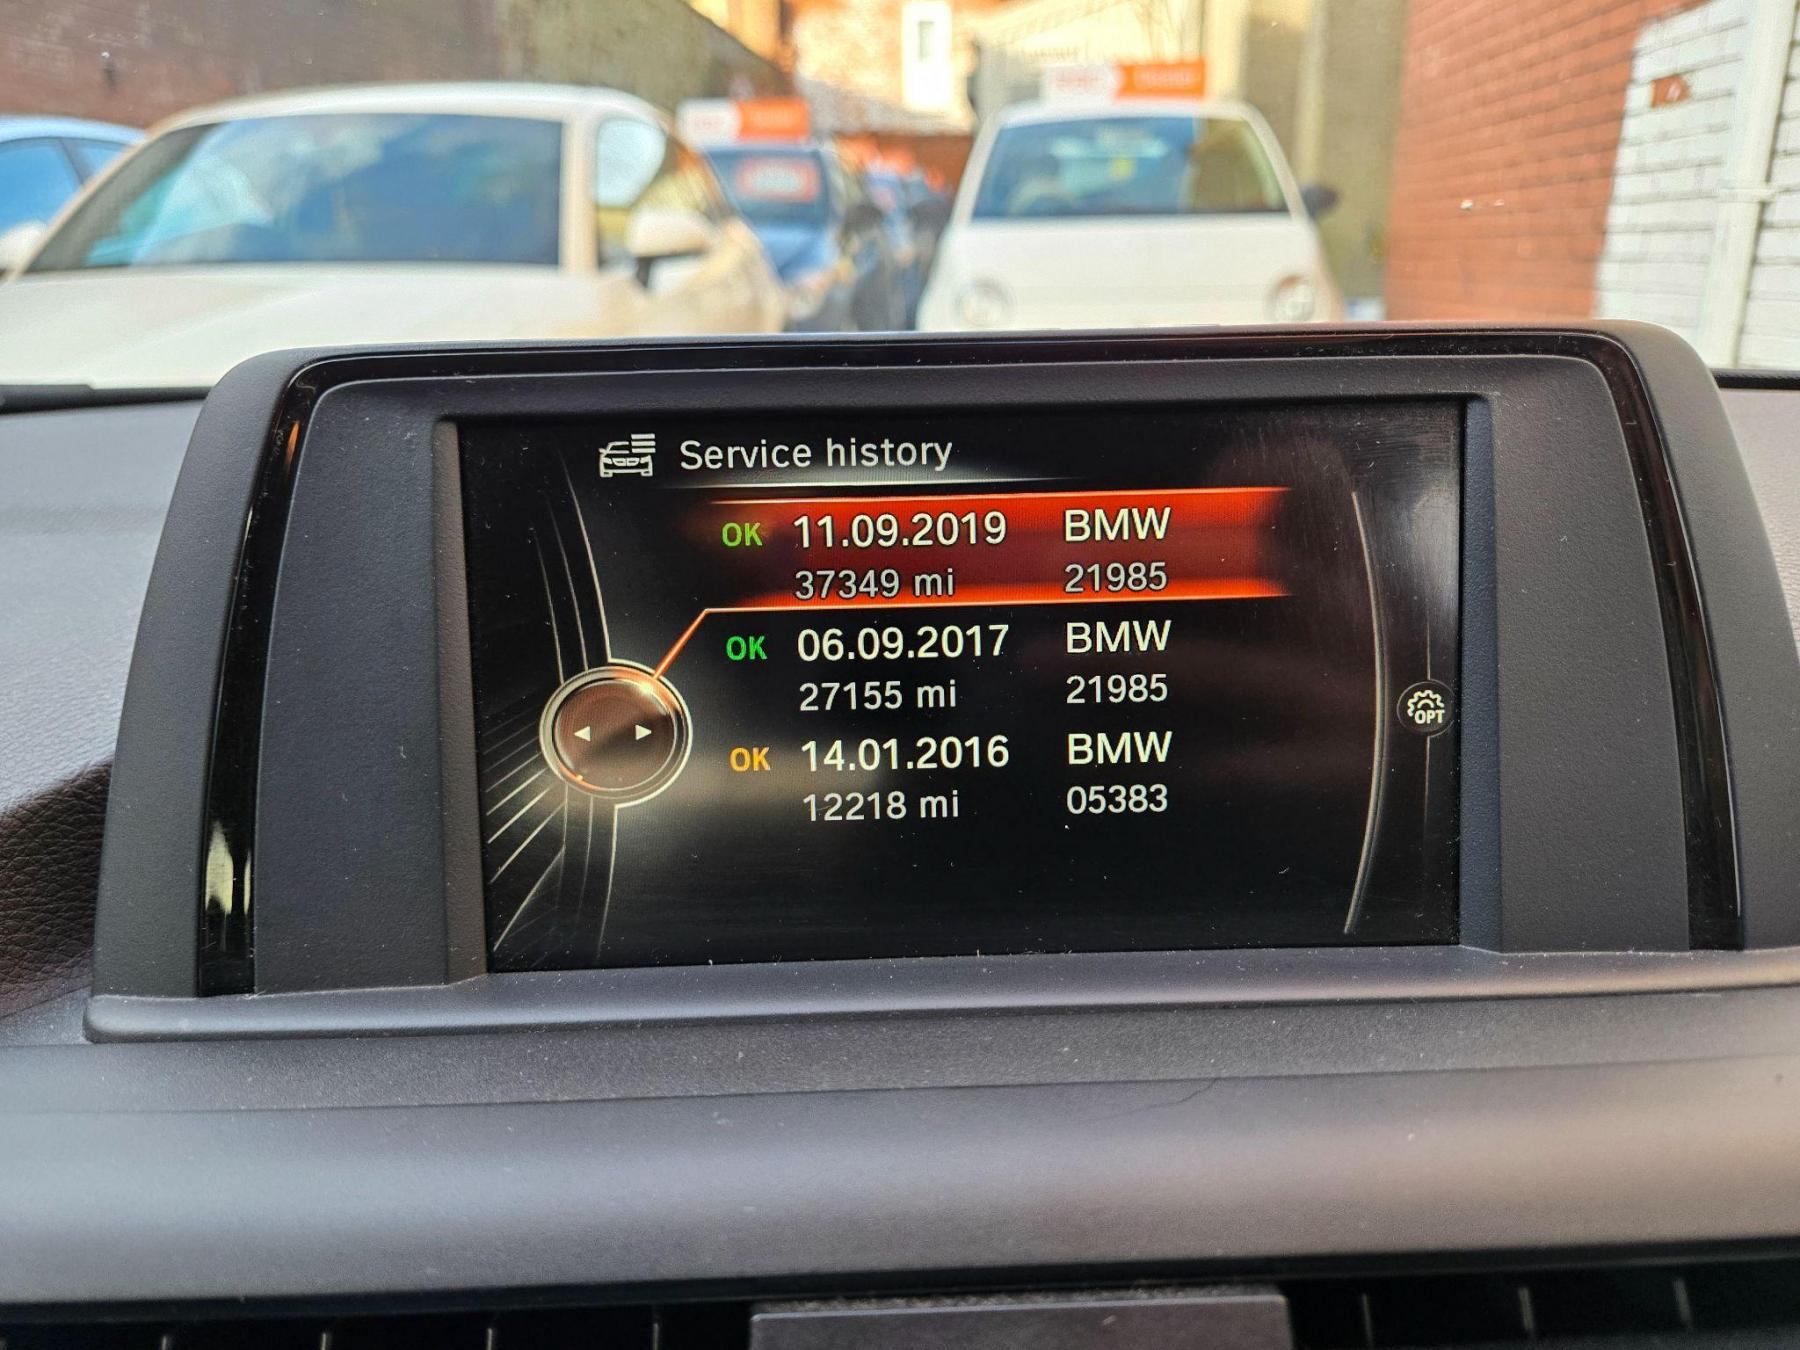 Service history
OK 11.09.2019 BMW
37349 mi 21985
OK 06.09.2017 BMW
27155 mi 21985
OK 14.01.2016 BMW
12218 mi 05383
OPT